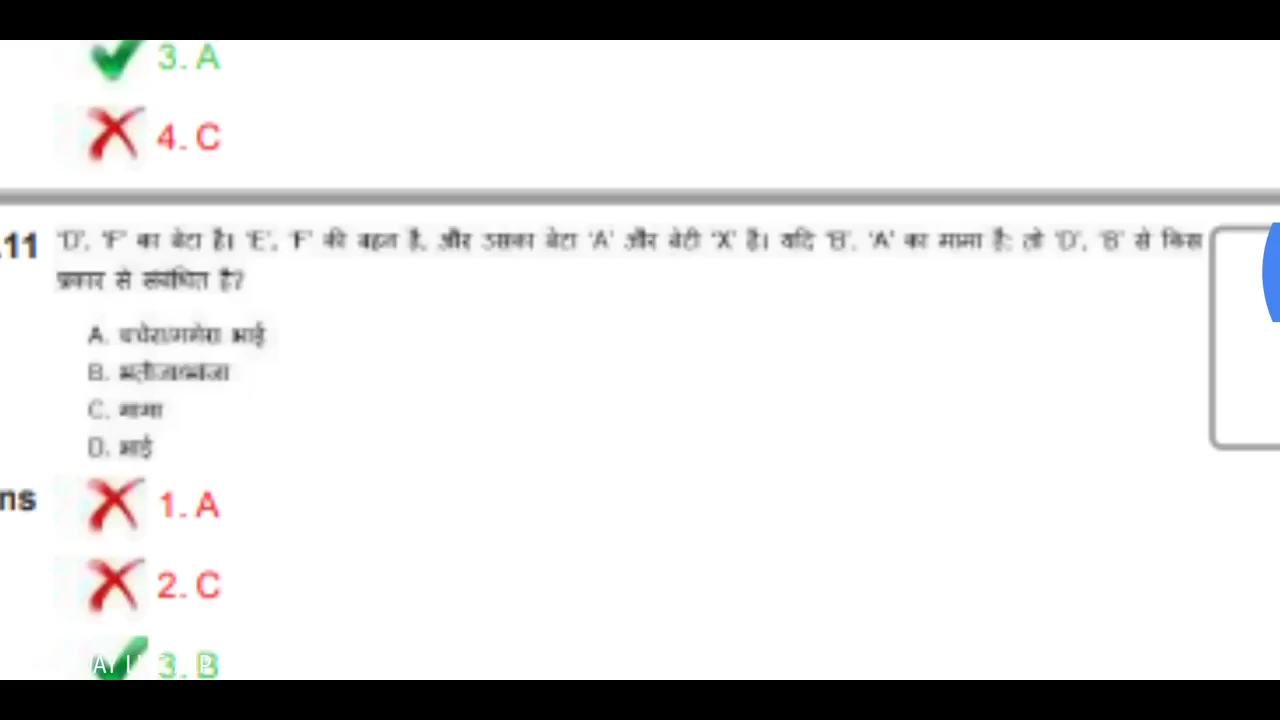 3. A
4. C
.11 'D', 'F' का बेटा है। 'E', 'F' की बहन है, और उसका बेटा 'A' और बेटी 'X' है। यदि 'B', 'A' का मामा है; तो 'D', 'B' से किस
प्रकार से संबंधित है?
A. चचेरा/ममेरा भाई
B. भतीजा/भांजा
C. मामा
D. भाई
ns
1. A
2. C
3. B